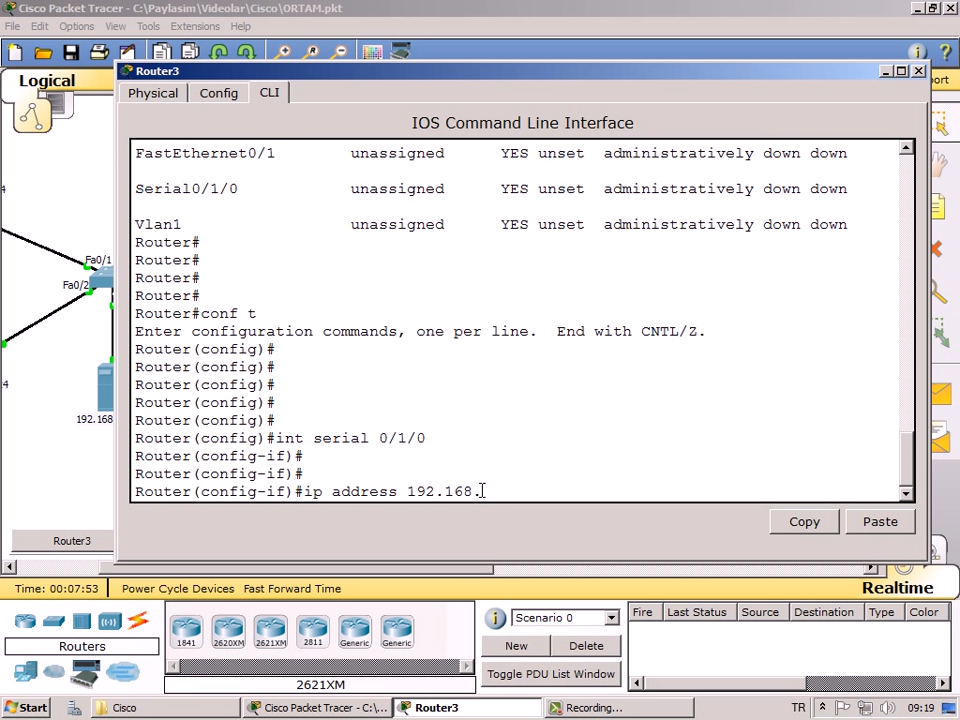 Cisco Packet Tracer - C:\Paylasim\Videolar\Cisco\ORTAM.pkt
File Edit Options View Tools Extensions Help
Logical
Router3
Physical Config CLI
IOS Command Line Interface
FastEthernet0/1 unassigned YES unset administratively down down
Serial0/1/0 unassigned YES unset administratively down down
Vlan1 unassigned YES unset administratively down down
Router#
Router#
Router#
Router#
Router#conf t
Enter configuration commands, one per line. End with CNTL/Z.
Router(config)#
Router(config)#
Router(config)#
Router(config)#
Router(config)#
Router(config)#int serial 0/1/0
Router(config-if)#
Router(config-if)#
Router(config-if)#ip address 192.168.
Fa0/1
Fa0/2
192.168
Copy Paste
Router3
Time: 00:07:53 Power Cycle Devices Fast Forward Time
Realtime
Routers
1841 2620XM 2621XM 2811 Generic Generic
2621XM
Scenario 0
New Delete
Toggle PDU List Window
Fire Last Status Source Destination Type Color
Start Cisco Cisco Packet Tracer - C:\... Router3 Recording... TR 09:19